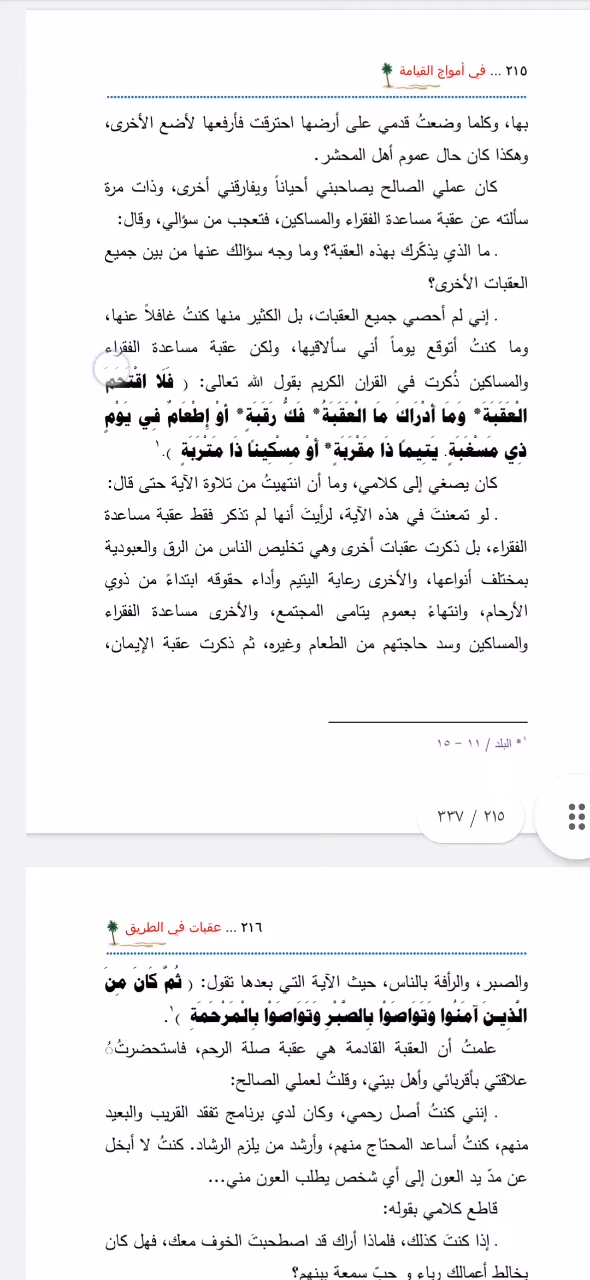 ٢١٥ ... في أمواج القيامة
بها، وكلما وضعتُ قدمي على أرضها احترقت فأرفعها لأضع الأخرى،
وهكذا كان حال عموم أهل المحشر.
كان عملي الصالح يصاحبني أحياناً ويفارقني أخرى، وذات مرة
سألته عن عقبة مساعدة الفقراء والمساكين، فتعجب من سؤالي، وقال:
. ما الذي يذكّرك بهذه العقبة؟ وما وجه سؤالك عنها من بين جميع
العقبات الأخرى؟
. إني لم أحصي جميع العقبات، بل الكثير منها كنتُ غافلاً عنها،
وما كنتُ أتوقع يوماً أني سألاقيها، ولكن عقبة مساعدة الفقراء
والمساكين ذُكرت في القران الكريم بقول الله تعالى: ( فَلَا اقْتَحَمَ
الْعَقَبَةَ* وَمَا أَدْرَاكَ مَا الْعَقَبَةُ* فَكُّ رَقَبَةٍ* أَوْ إِطْعَامٌ فِي يَوْمٍ
ذِي مَسْغَبَةٍ. يَتِيمًا ذَا مَقْرَبَةٍ* أَوْ مِسْكِينًا ذَا مَتْرَبَةٍ ).١
كان يصغي إلى كلامي، وما أن انتهيتُ من تلاوة الآية حتى قال:
. لو تمعنتَ في هذه الآية، لرأيتَ أنها لم تذكر فقط عقبة مساعدة
الفقراء، بل ذكرت عقبات أخرى وهي تخليص الناس من الرق والعبودية
بمختلف أنواعها، والأخرى رعاية اليتيم وأداء حقوقه ابتداءً من ذوي
الأرحام، وانتهاءً بعموم يتامى المجتمع، والأخرى مساعدة الفقراء
والمساكين وسد حاجتهم من الطعام وغيره، ثم ذكرت عقبة الإيمان،
١* البلد / ١١ - ١٥
٢١٥ / ٣٣٧
٢١٦ ... عقبات في الطريق
والصبر، والرأفة بالناس، حيث الآية التي بعدها تقول: ( ثُمَّ كَانَ مِنَ
الَّذِينَ آمَنُوا وَتَوَاصَوْا بِالصَّبْرِ وَتَوَاصَوْا بِالْمَرْحَمَةِ )١.
علمتُ أن العقبة القادمة هي عقبة صلة الرحم، فاستحضرتُُ
علاقتي بأقربائي وأهل بيتي، وقلتُ لعملي الصالح:
. إنني كنتُ أصل رحمي، وكان لدي برنامج تفقد القريب والبعيد
منهم، كنتُ أساعد المحتاج منهم، وأرشد من يلزم الرشاد. كنتُ لا أبخل
عن مدّ يد العون إلى أي شخص يطلب العون مني...
قاطع كلامي بقوله:
. إذا كنتَ كذلك، فلماذا أراك قد اصطحبتَ الخوف معك، فهل كان
يخالط أعمالك رياء و حبّ سمعة بينهم؟